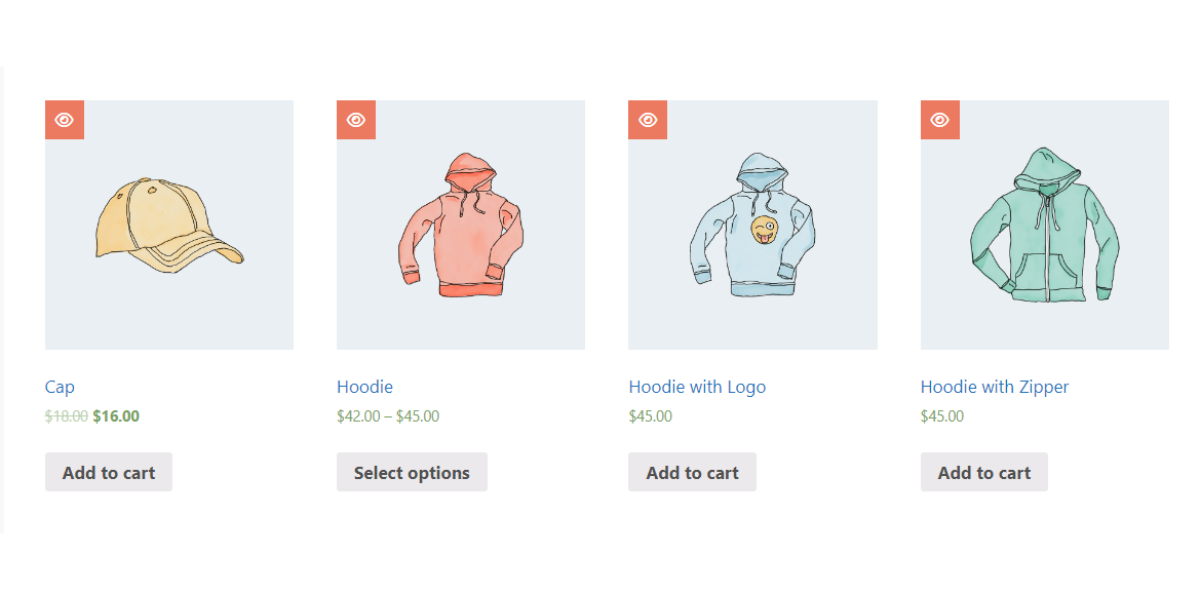 Cap
$18.00 $16.00
Add to cart
Hoodie
$42.00 – $45.00
Select options
Hoodie with Logo
$45.00
Add to cart
Hoodie with Zipper
$45.00
Add to cart